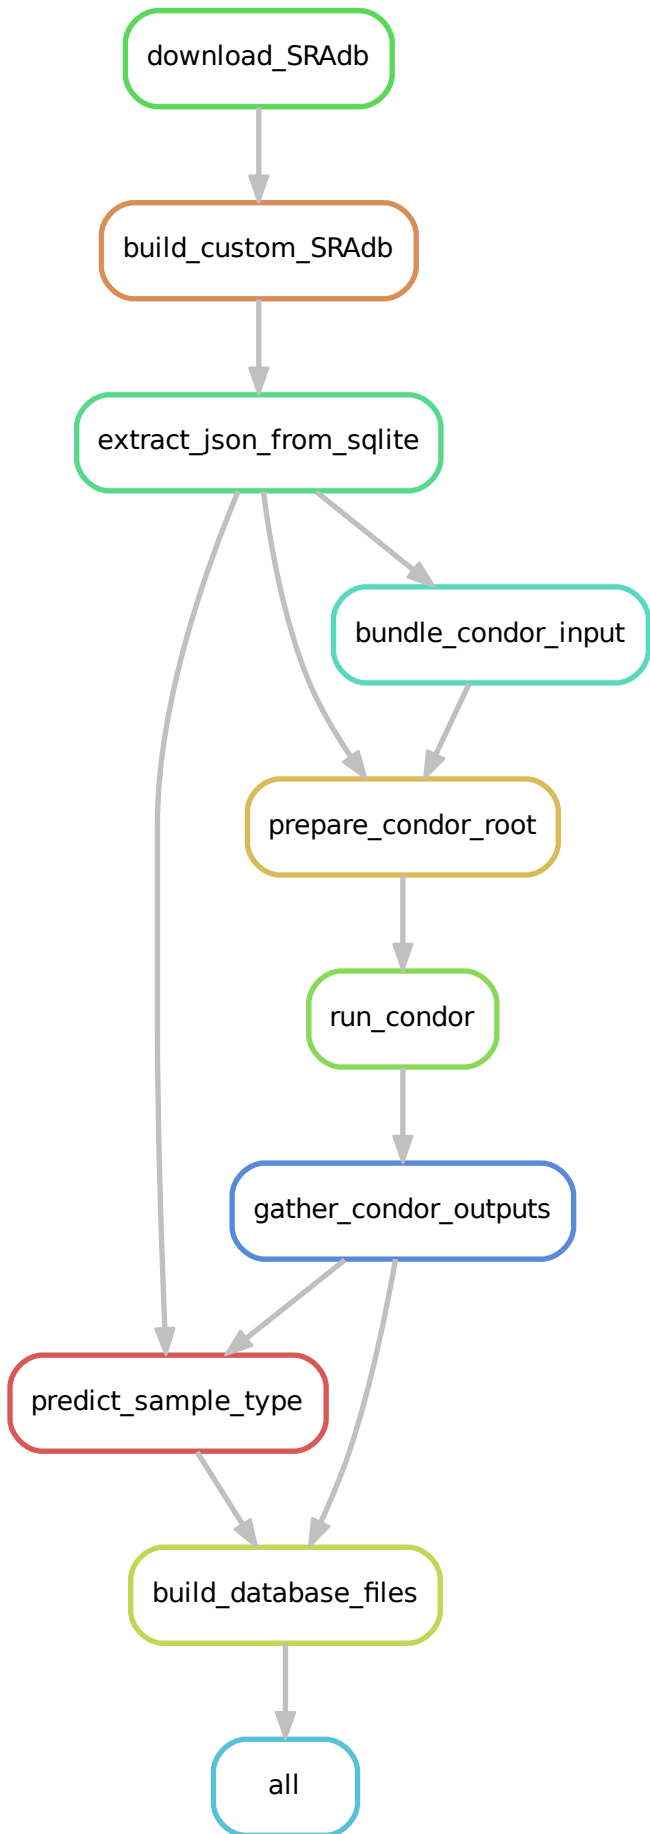 download_SRAdb
build_custom_SRAdb
extract_json_from_sqlite
bundle_condor_input
prepare_condor_root
run_condor
gather_condor_outputs
predict_sample_type
build_database_files
all